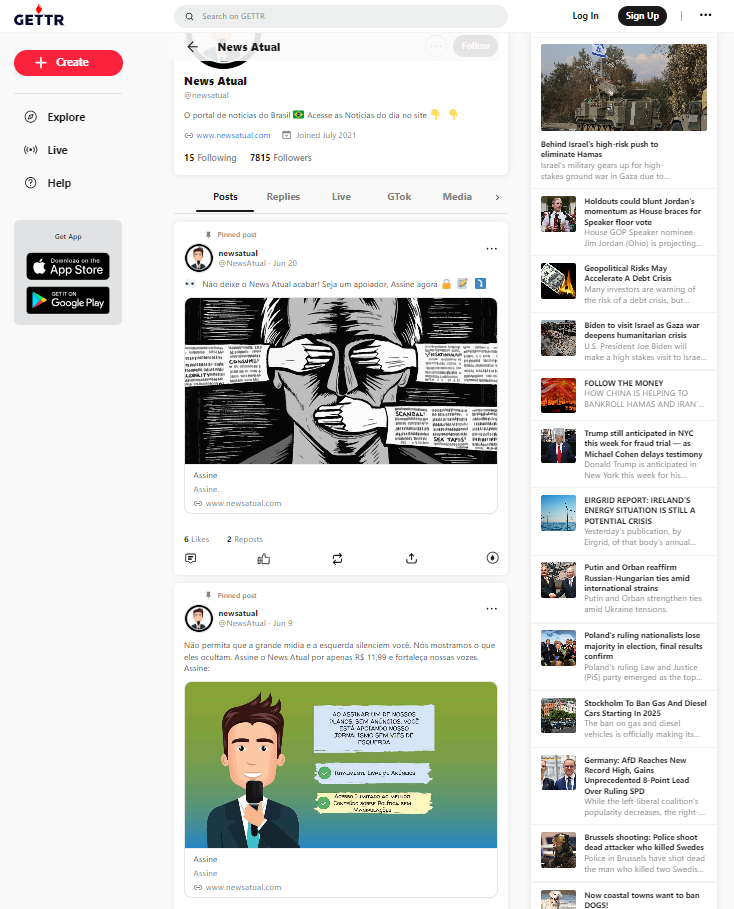 GETTR
Search on GETTR
Log In
Sign Up
Create
Explore
Live
Help
Get App
Download on the
App Store
GET IT ON
Google Play
News Atual
Follow
News Atual
@newsatual
O portal de notícias do Brasil 🇧🇷 Acesse as Notícias do dia no site 👇 👇
www.newsatual.com
Joined July 2021
15 Following
7815 Followers
Posts
Replies
Live
GTok
Media
Pinned post
newsatual
@NewsAtual · Jun 20
👀 Não deixe o News Atual acabar! Seja um apoiador, Assine agora 🔒 📝 ⤵️
CONSUMIS
SCANDAL!
SEX TAPES
Assine
Assine.
www.newsatual.com
6 Likes
2 Reposts
Pinned post
newsatual
@NewsAtual · Jun 9
Não permita que a grande mídia e a esquerda silenciem você. Nós mostramos o que
eles ocultam. Assine o News Atual por apenas R$ 11,99 e fortaleça nossas vozes.
Assine:
AO ASSINAR UM DE NOSSOS
PLANOS, SEM ANÚNCIOS, VOCÊ
ESTÁ APOIANDO NOSSO
JORNALISMO SEM VIÉS DE
ESQUERDA
TOTALMENTE LIVRE DE ANÚNCIOS
ACESSO ILIMITADO AO MELHOR
CONTEÚDO SOBRE POLÍTICA SEM
MANIPULAÇÕES
Assine
Assine
www.newsatual.com
Behind Israel's high-risk push to
eliminate Hamas
Israel's military gears up for high-
stakes ground war in Gaza due to...
Holdouts could blunt Jordan's
momentum as House braces for
Speaker floor vote
House GOP Speaker nominee
Jim Jordan (Ohio) is projecting...
Geopolitical Risks May
Accelerate A Debt Crisis
Many investors are warning of
the risk of a debt crisis, but...
Biden to visit Israel as Gaza war
deepens humanitarian crisis
U.S. President Joe Biden will
make a high stakes visit to Israe...
FOLLOW THE MONEY
HOW CHINA IS HELPING TO
BANKROLL HAMAS AND IRAN'...
Trump still anticipated in NYC
this week for fraud trial — as
Michael Cohen delays testimony
Donald Trump is anticipated in
New York this week for his...
EIRGRID REPORT: IRELAND'S
ENERGY SITUATION IS STILL A
POTENTIAL CRISIS
Yesterday's publication, by
Eirgrid, of that body's annual...
Putin and Orban reaffirm
Russian-Hungarian ties amid
international strains
Putin and Orban strengthen ties
amid Ukraine tensions.
Poland's ruling nationalists lose
majority in election, final results
confirm
Poland's ruling Law and Justice
(PiS) party emerged as the top...
Stockholm To Ban Gas And Diesel
Cars Starting In 2025
The ban on gas and diesel
vehicles is officially making its...
Germany: AfD Reaches New
Record High, Gains
Unprecedented 8-Point Lead
Over Ruling SPD
While the left-liberal coalition's
popularity decreases, the right-...
Brussels shooting: Police shoot
dead attacker who killed Swedes
Police in Brussels have shot dead
the man who killed two Swedis...
Now coastal towns want to ban
DOGS!